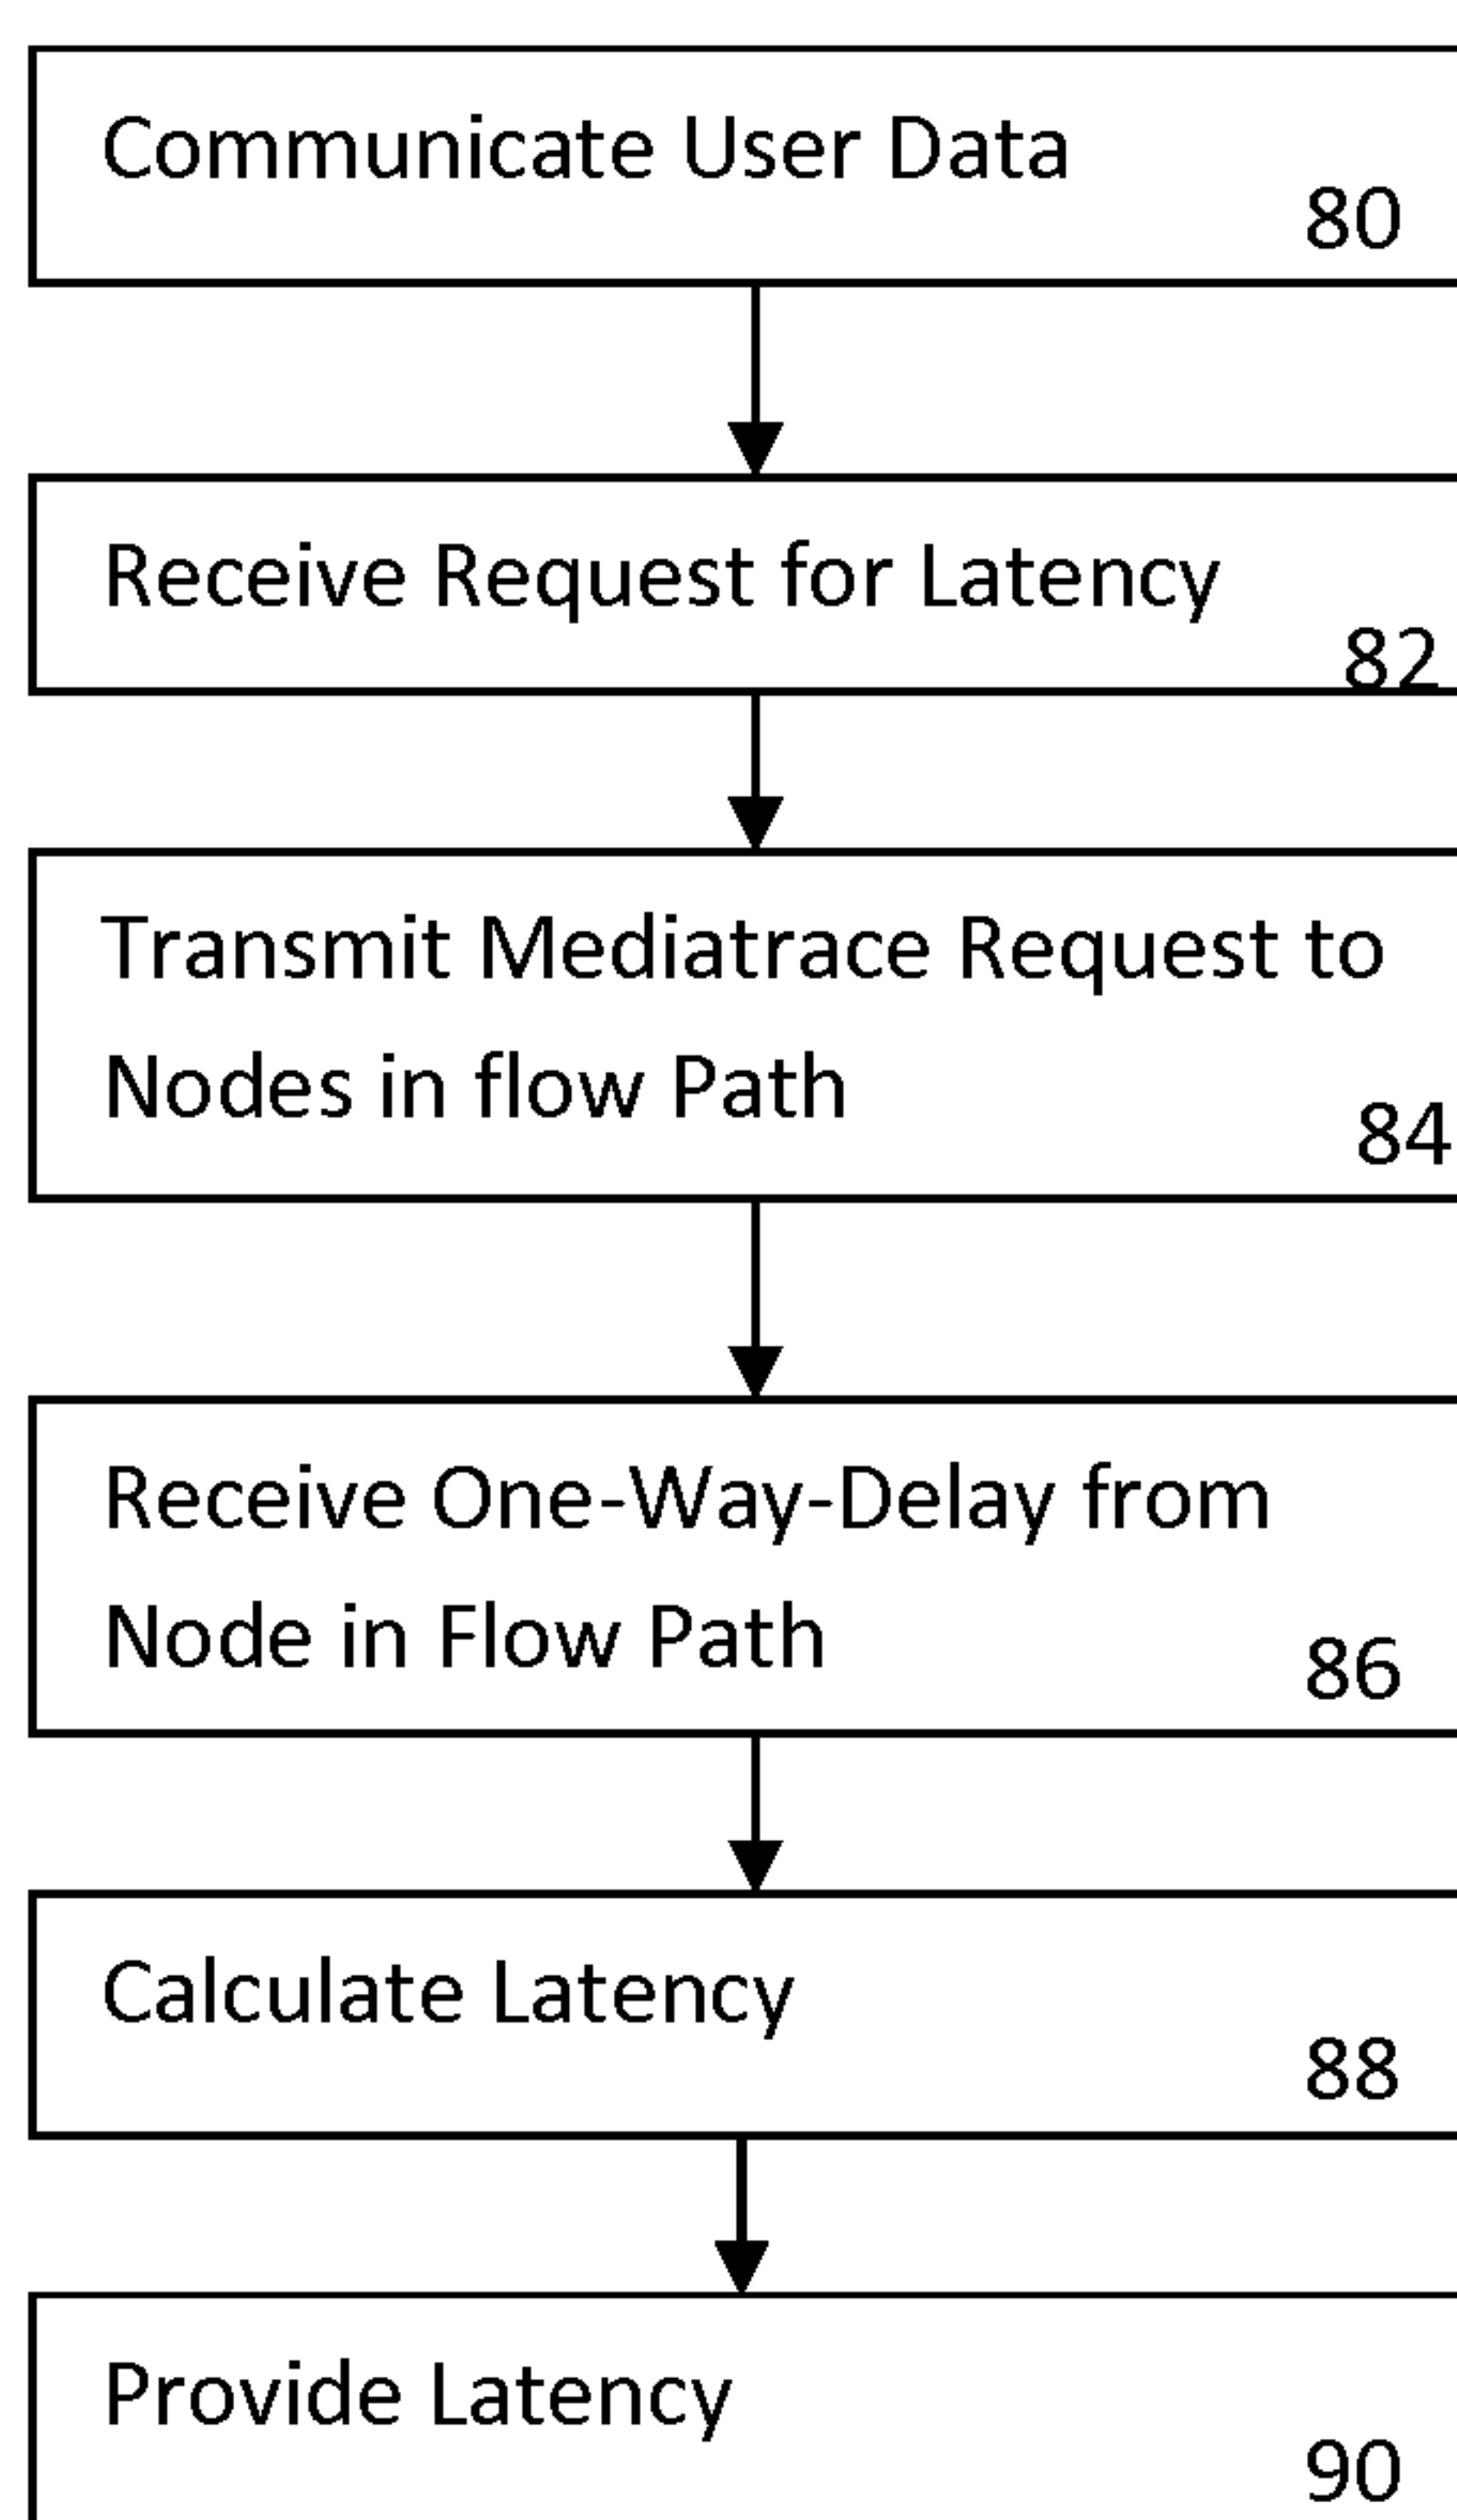 Communicate User Data
80
Receive Request for Latency
82
Transmit Mediatrace Request to
Nodes in flow Path
84
Receive One-Way-Delay from
Node in Flow Path
86
Calculate Latency
88
Provide Latency
90